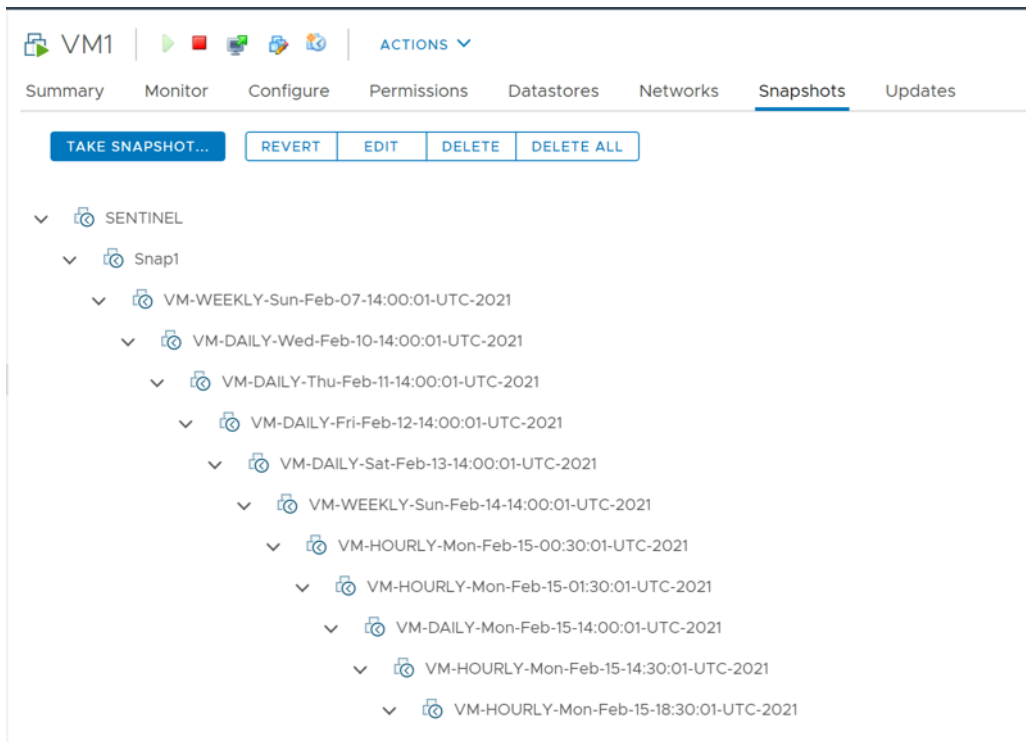 VM1 ACTIONS
Summary Monitor Configure Permissions Datastores Networks Snapshots Updates
TAKE SNAPSHOT... REVERT EDIT DELETE DELETE ALL
SENTINEL
Snap1
VM-WEEKLY-Sun-Feb-07-14:00:01-UTC-2021
VM-DAILY-Wed-Feb-10-14:00:01-UTC-2021
VM-DAILY-Thu-Feb-11-14:00:01-UTC-2021
VM-DAILY-Fri-Feb-12-14:00:01-UTC-2021
VM-DAILY-Sat-Feb-13-14:00:01-UTC-2021
VM-WEEKLY-Sun-Feb-14-14:00:01-UTC-2021
VM-HOURLY-Mon-Feb-15-00:30:01-UTC-2021
VM-HOURLY-Mon-Feb-15-01:30:01-UTC-2021
VM-DAILY-Mon-Feb-15-14:00:01-UTC-2021
VM-HOURLY-Mon-Feb-15-14:30:01-UTC-2021
VM-HOURLY-Mon-Feb-15-18:30:01-UTC-2021